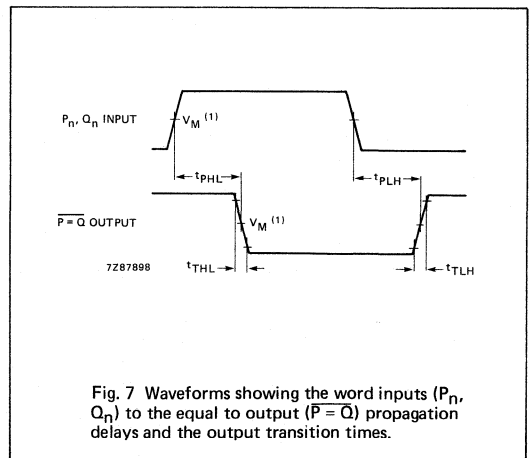 Pn, Qn INPUT
VM (1)
tPHL
tPLH
P = Q OUTPUT
VM (1)
7Z87898
tTHL
tTLH
Fig. 7 Waveforms showing the word inputs (Pn,
Qn) to the equal to output (P = Q) propagation
delays and the output transition times.